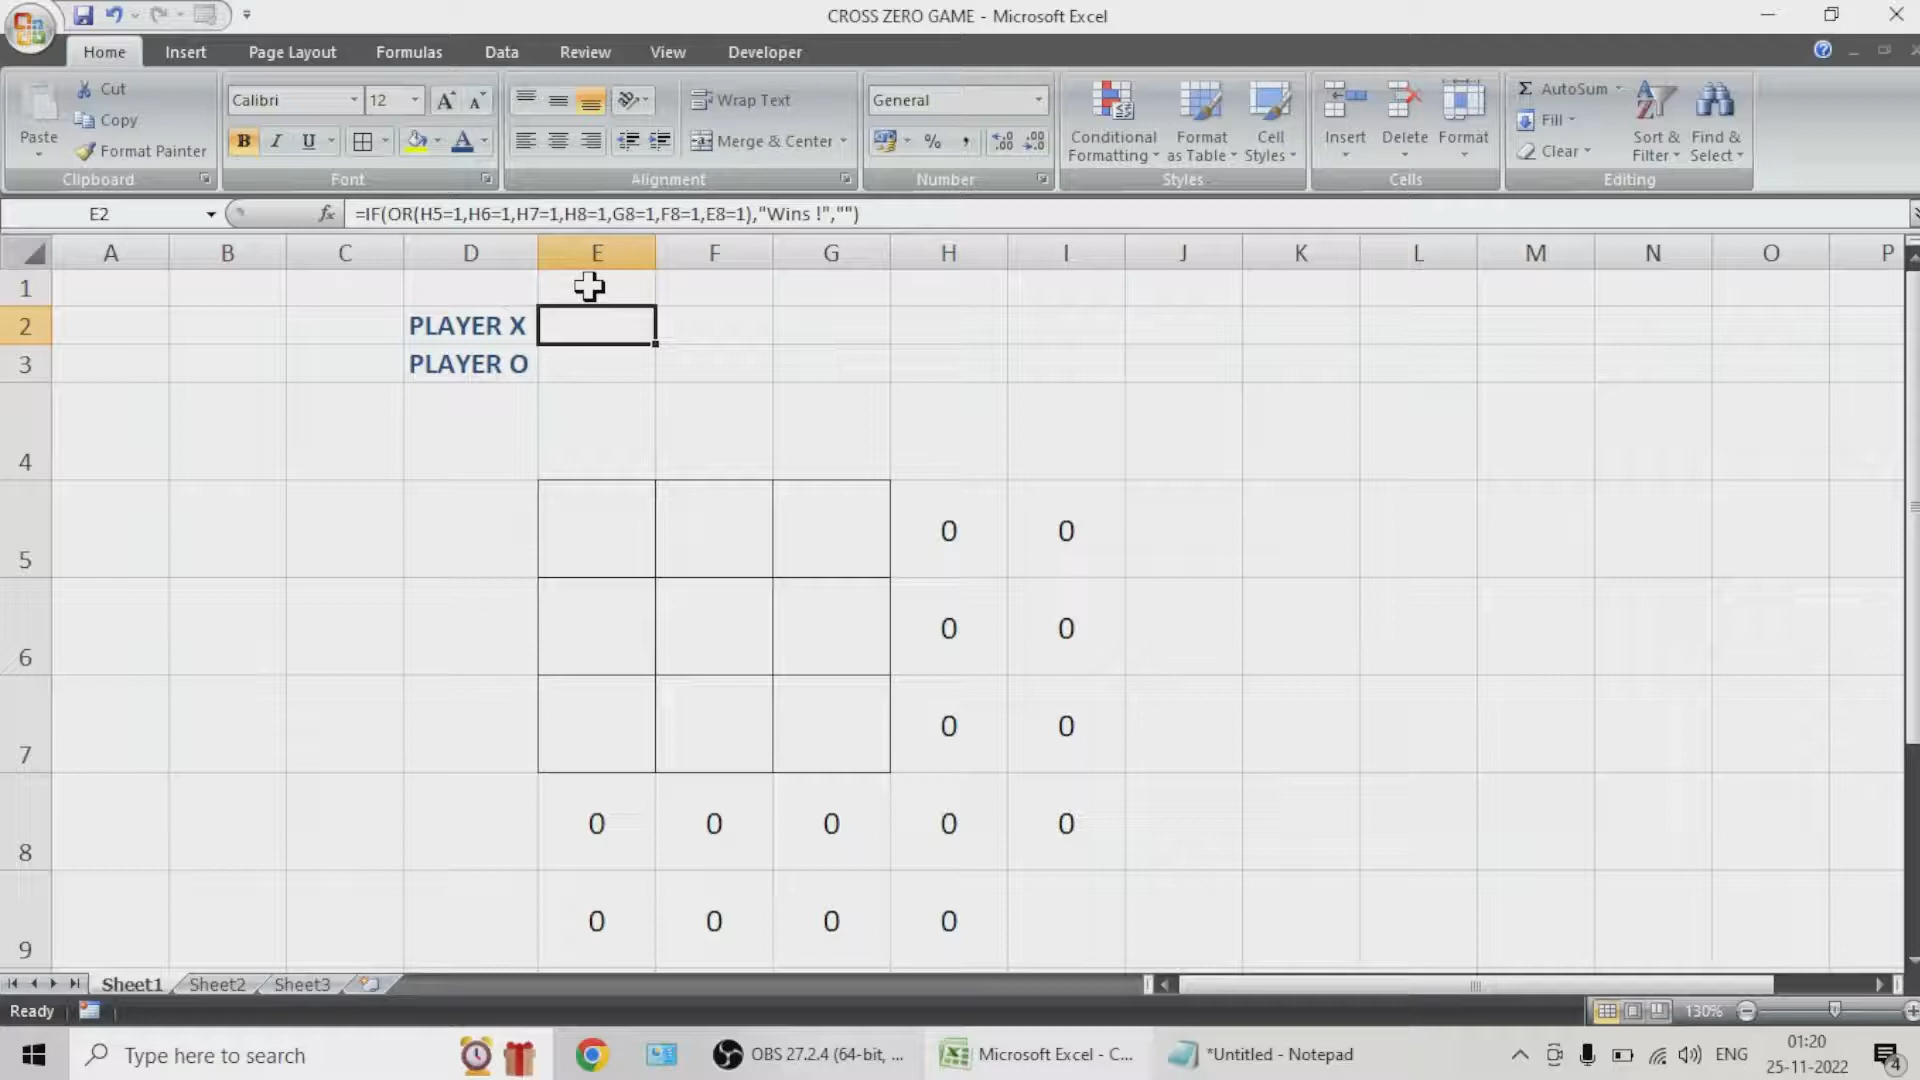 CROSS ZERO GAME - Microsoft Excel
Home Insert Page Layout Formulas Data Review View Developer
Paste
Cut
Copy
Format Painter
Clipboard
Calibri 12
B I U
Font
Wrap Text
Merge & Center
Alignment
General
%
Number
Conditional Formatting
Format as Table
Cell Styles
Styles
Insert Delete Format
Cells
Σ AutoSum
Fill
Clear
Sort & Filter
Find & Select
Editing
E2 fx =IF(OR(H5=1,H6=1,H7=1,H8=1,G8=1,F8=1,E8=1),"Wins !","")
A B C D E F G H I J K L M N O P
1
2 PLAYER X
3 PLAYER O
4
5 0 0
6 0 0
7 0 0
8 0 0 0 0 0
9 0 0 0 0
Sheet1 Sheet2 Sheet3
Ready 130%
Type here to search
OBS 27.2.4 (64-bit, ...
Microsoft Excel - C...
*Untitled - Notepad
ENG
01:20
25-11-2022
4